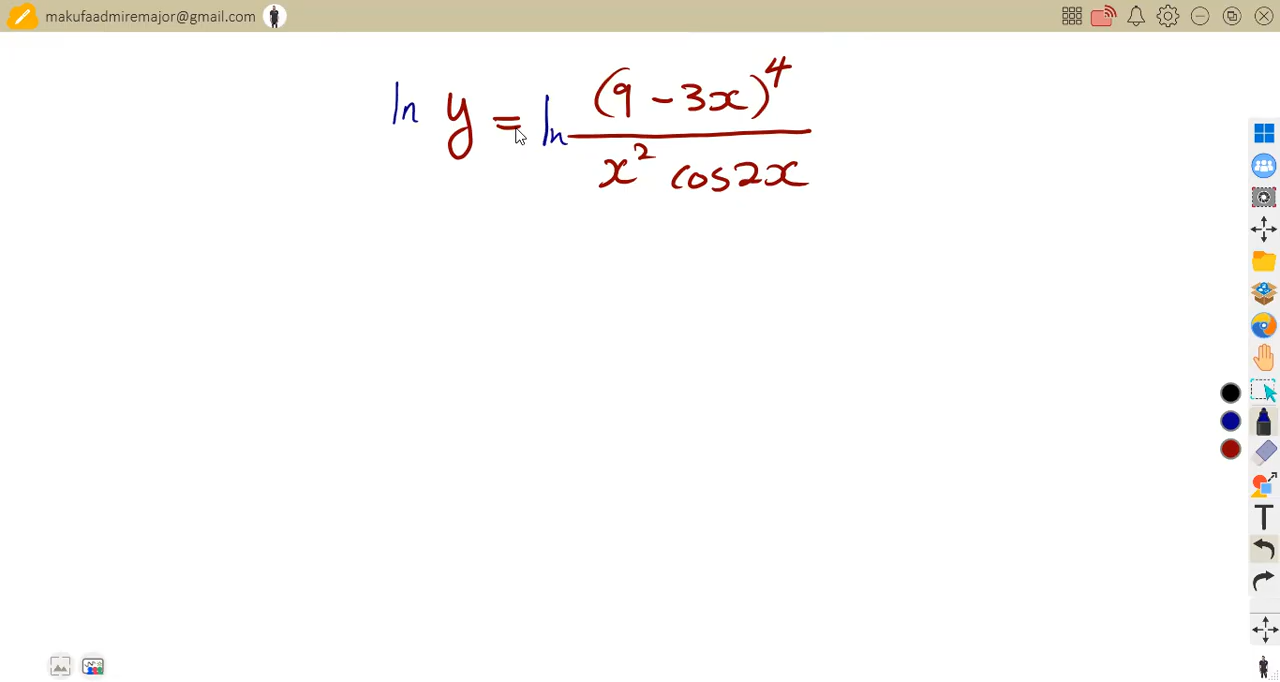 makufaadmiremajor@gmail.com
ln y = ln (9 - 3x)^4 / x^2 cos2x
T